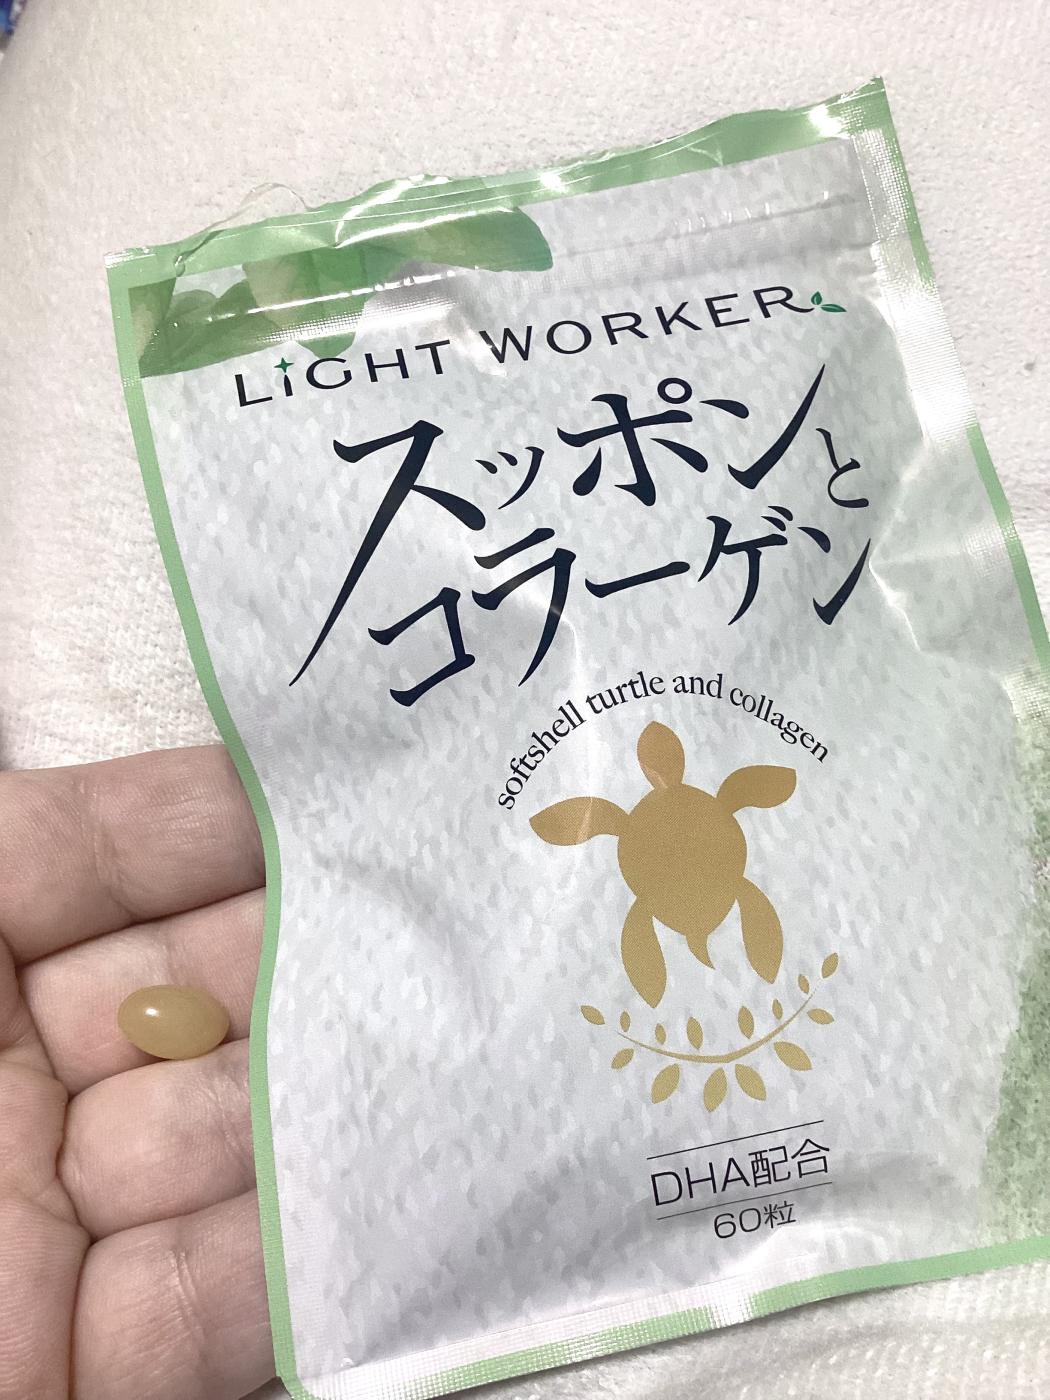 LiGHT WORKER
スッポンと
コラーゲン
softshell turtle and collagen
DHA配合
60粒